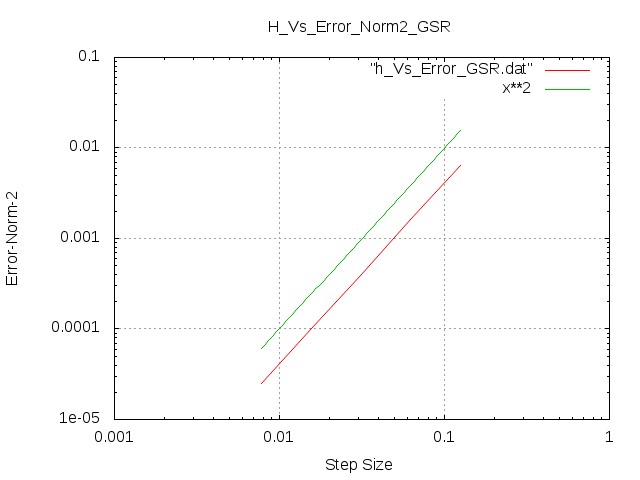 H_Vs_Error_Norm2_GSR
"h_Vs_Error_GSR.dat"
x**2
0.1
0.01
0.001
0.0001
1e-05
Error-Norm-2
0.001
0.01
0.1
1
Step Size